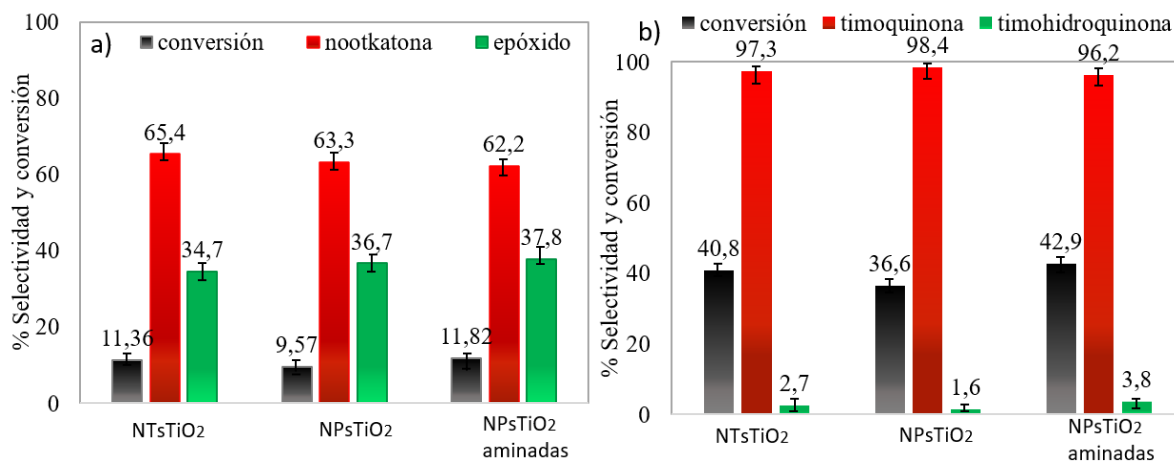 a)
conversión nootkatona epóxido
% Selectividad y conversión
100
80
60
40
20
0
11,36
65,4
34,7
9,57
63,3
36,7
11,82
62,2
37,8
NTsTiO2
NPsTiO2
NPsTiO2
aminadas
b)
conversión timoquinona timohidroquinona
% Selectividad y conversión
100
80
60
40
20
0
40,8
97,3
2,7
36,6
98,4
1,6
42,9
96,2
3,8
NTsTiO2
NPsTiO2
NPsTiO2
aminadas